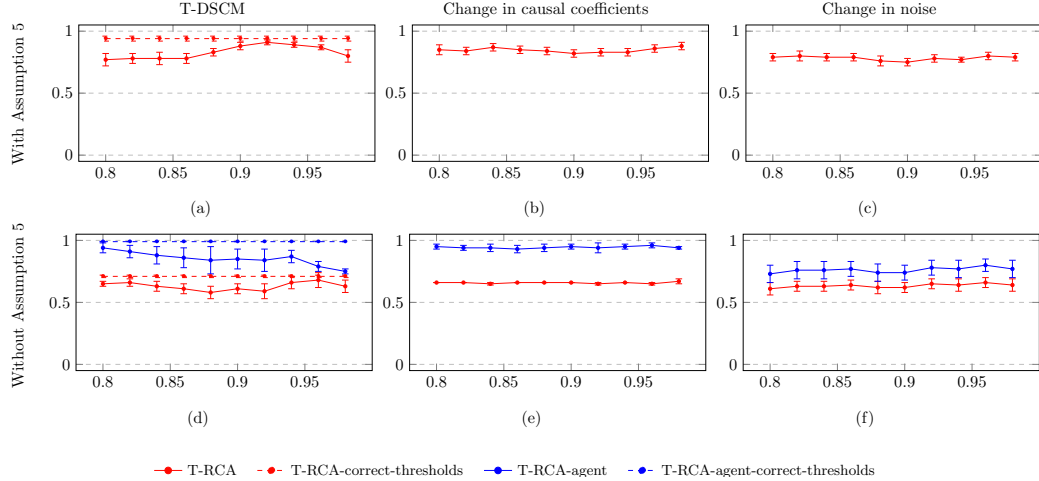 T-DSCM
Change in causal coefficients
Change in noise
With Assumption 5
1
0.5
0
0.8 0.85 0.9 0.95
(a)
1
0.5
0
0.8 0.85 0.9 0.95
(b)
1
0.5
0
0.8 0.85 0.9 0.95
(c)
Without Assumption 5
1
0.5
0
0.8 0.85 0.9 0.95
(d)
1
0.5
0
0.8 0.85 0.9 0.95
(e)
1
0.5
0
0.8 0.85 0.9 0.95
(f)
T-RCA T-RCA-correct-thresholds T-RCA-agent T-RCA-agent-correct-thresholds